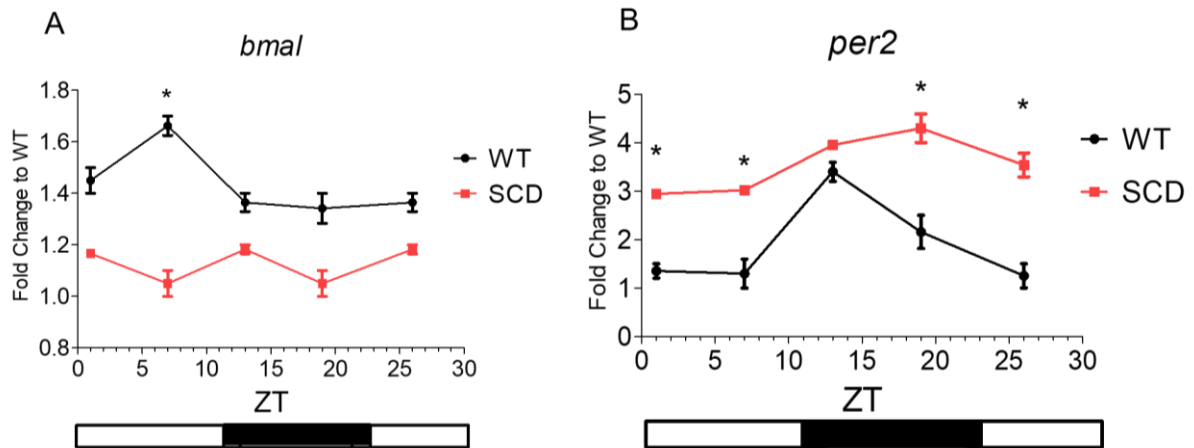 A
bmal
Fold Change to WT
1.8
1.6
1.4
1.2
1.0
0.8
*
0 5 10 15 20 25 30
ZT
WT
SCD
B
per2
Fold Change to WT
5
4
3
2
1
0
* * * *
0 5 10 15 20 25 30
ZT
WT
SCD